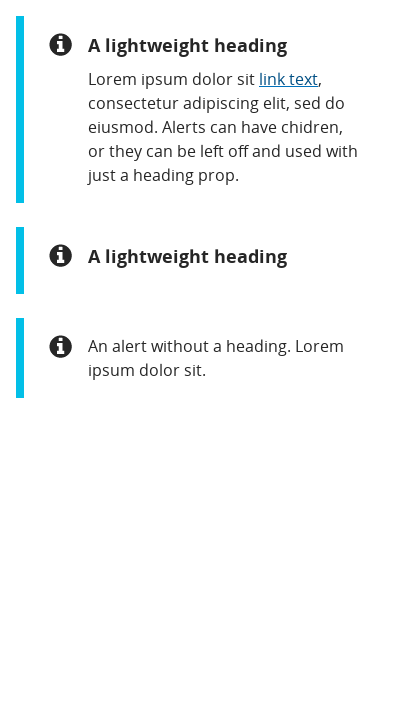 A lightweight heading
Lorem ipsum dolor sit link text,
consectetur adipiscing elit, sed do
eiusmod. Alerts can have chidren,
or they can be left off and used with
just a heading prop.
A lightweight heading
An alert without a heading. Lorem
ipsum dolor sit.